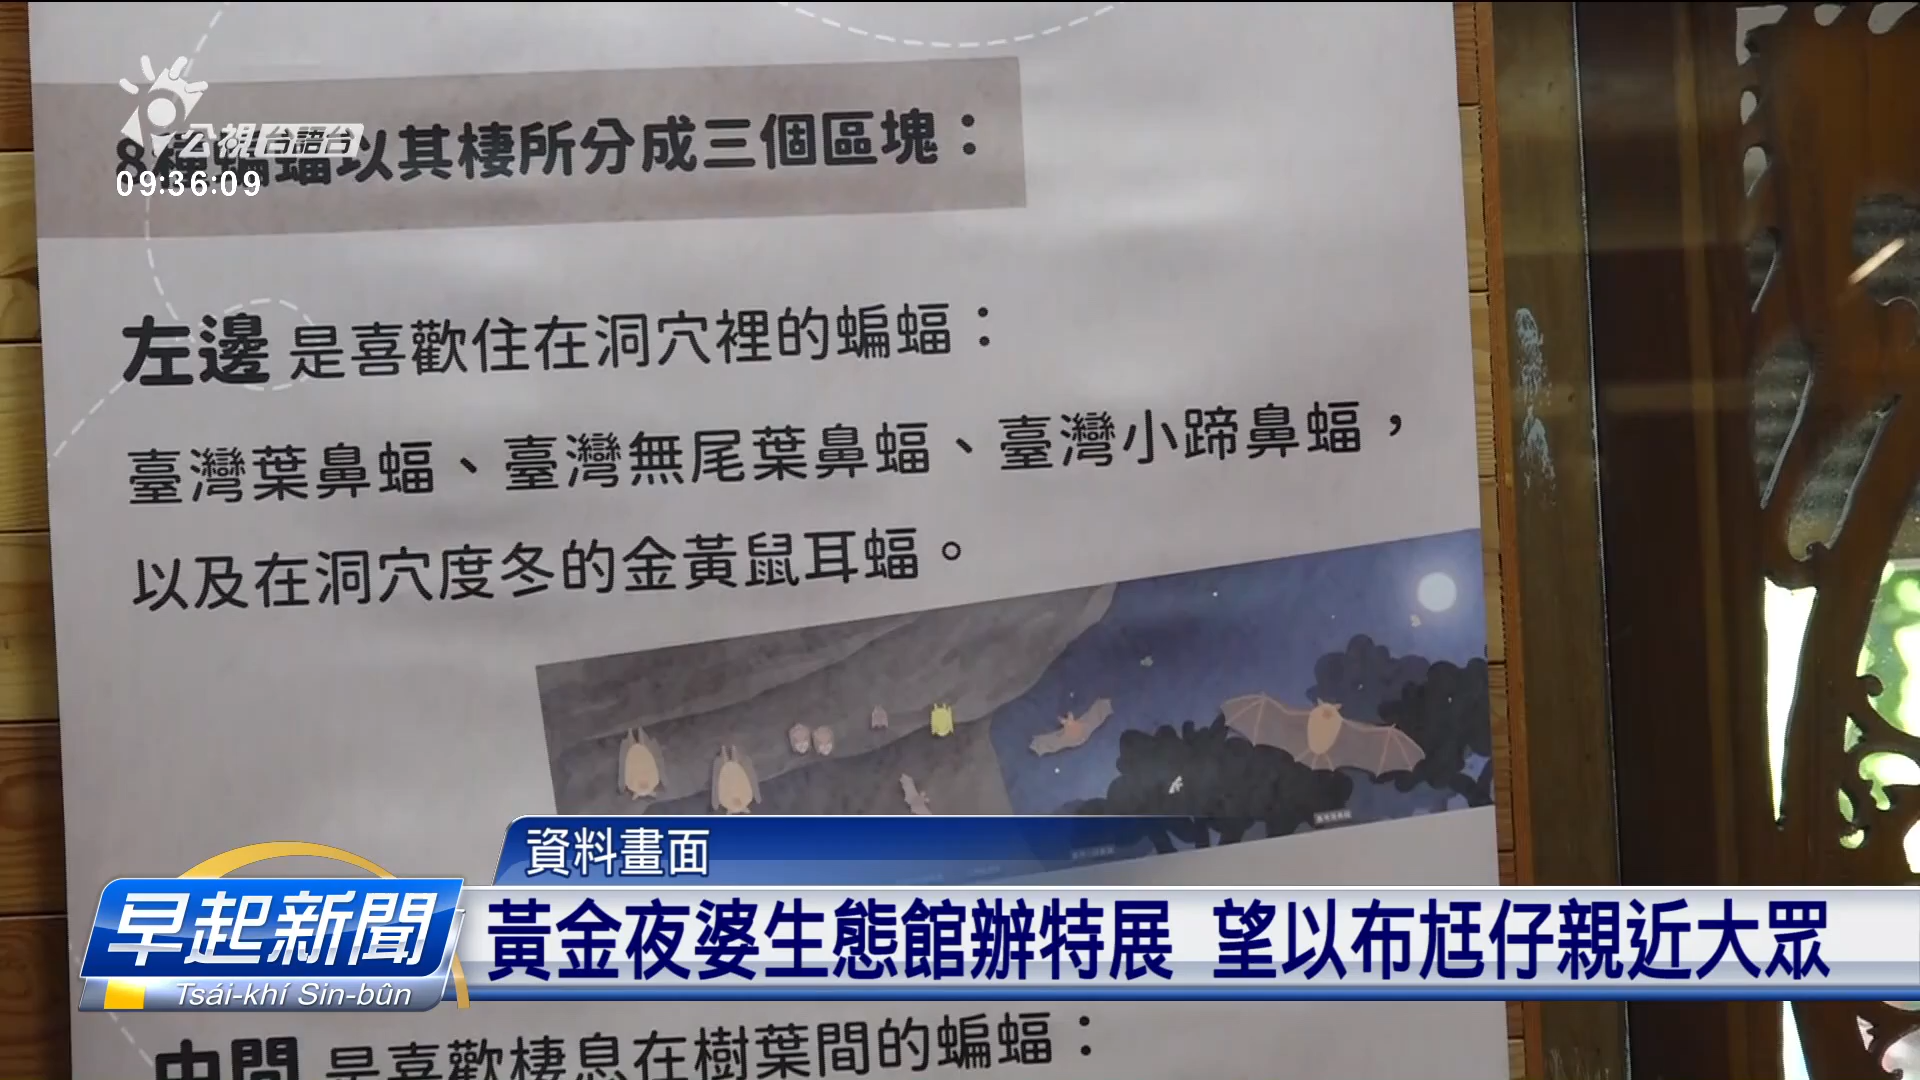 公視 台語台
8種蝙蝠以其棲所分成三個區塊：
09:36:09
左邊 是喜歡住在洞穴裡的蝙蝠：
臺灣葉鼻蝠、臺灣無尾葉鼻蝠、臺灣小蹄鼻蝠，
以及在洞穴度冬的金黃鼠耳蝠。
資料畫面
早起新聞
Tsái-khí Sin-bûn
黃金夜婆生態館辦特展 望以布尪仔親近大眾
中間 是喜歡棲息在樹葉間的蝙蝠：